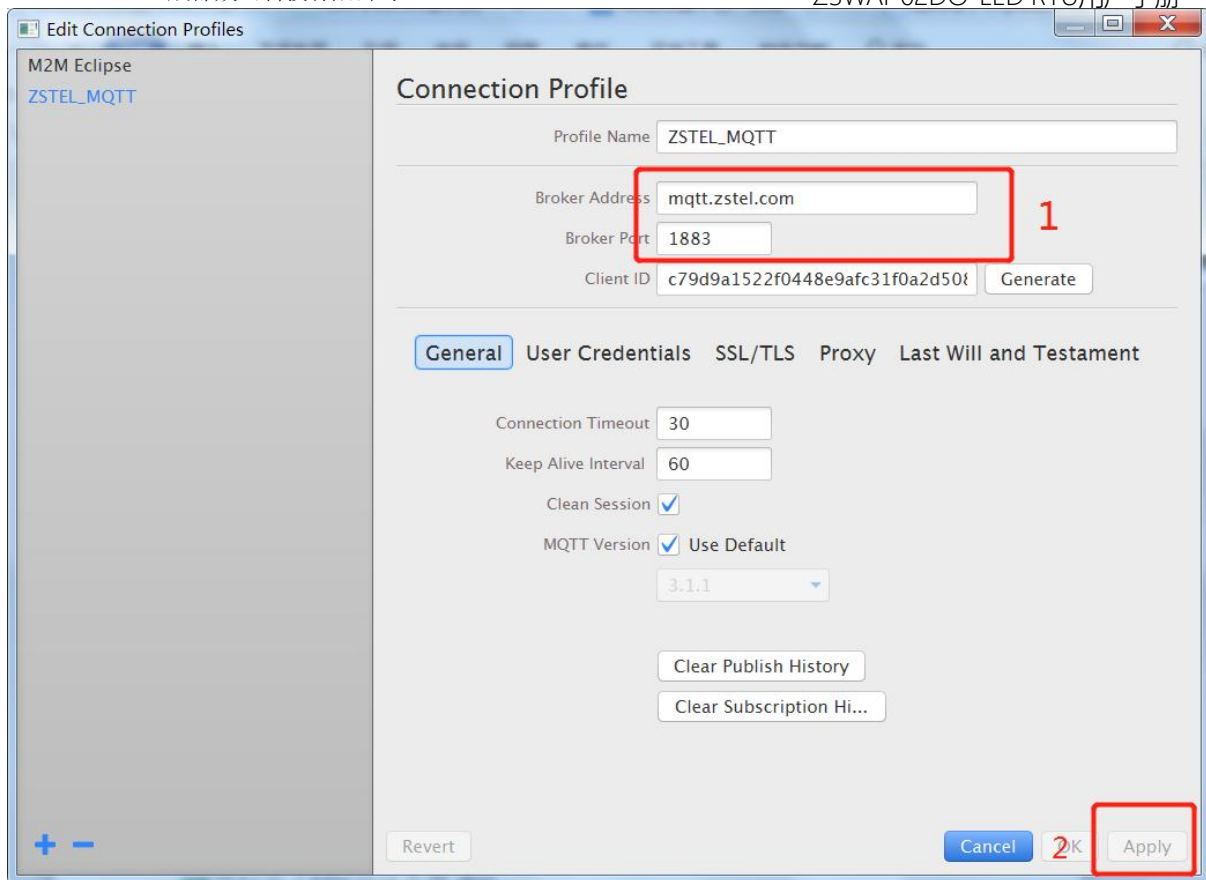 Edit Connection Profiles
M2M Eclipse
ZSTEL_MQTT
Connection Profile
Profile Name ZSTEL_MQTT
Broker Address mqtt.zstel.com
1
Broker Port 1883
Client ID c79d9a1522f0448e9afc31f0a2d508 Generate
General User Credentials SSL/TLS Proxy Last Will and Testament
Connection Timeout 30
Keep Alive Interval 60
Clean Session
MQTT Version Use Default
3.1.1
Clear Publish History
Clear Subscription Hi...
Revert Cancel 2 OK Apply